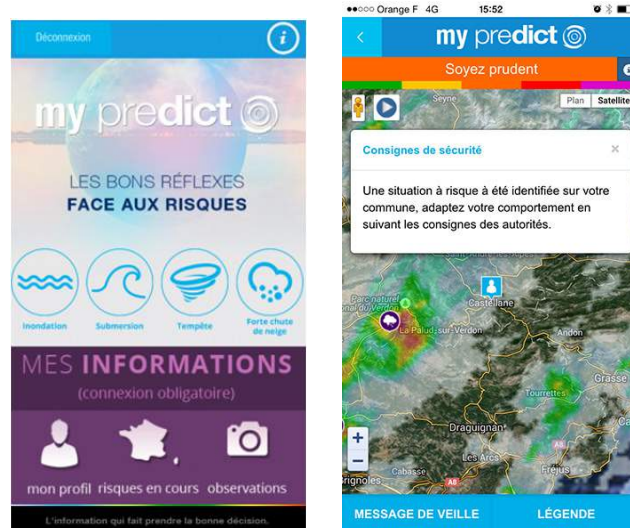 Déconnexion
i
my predict
LES BONS RÉFLEXES
FACE AUX RISQUES
Inondation
Submersion
Tempête
Forte chute
de neige
MES INFORMATIONS
(connexion obligatoire)
mon profil
risques en cours
observations
L'information qui fait prendre la bonne décision.
Orange F 4G 15:52
my predict
Soyez prudent
Seyne
Plan
Satellite
Consignes de sécurité ×
Une situation à risque à été identifiée sur votre
commune, adaptez votre comportement en
suivant les consignes des autorités.
Parc naturel
Castellane
La Palud-sur-Verdon
Andon
Grasse
Tourrettes
Draguignan
Les Arcs
A8
Fréjus
Cabasse
A8
+
−
MESSAGE DE VEILLE
LÉGENDE